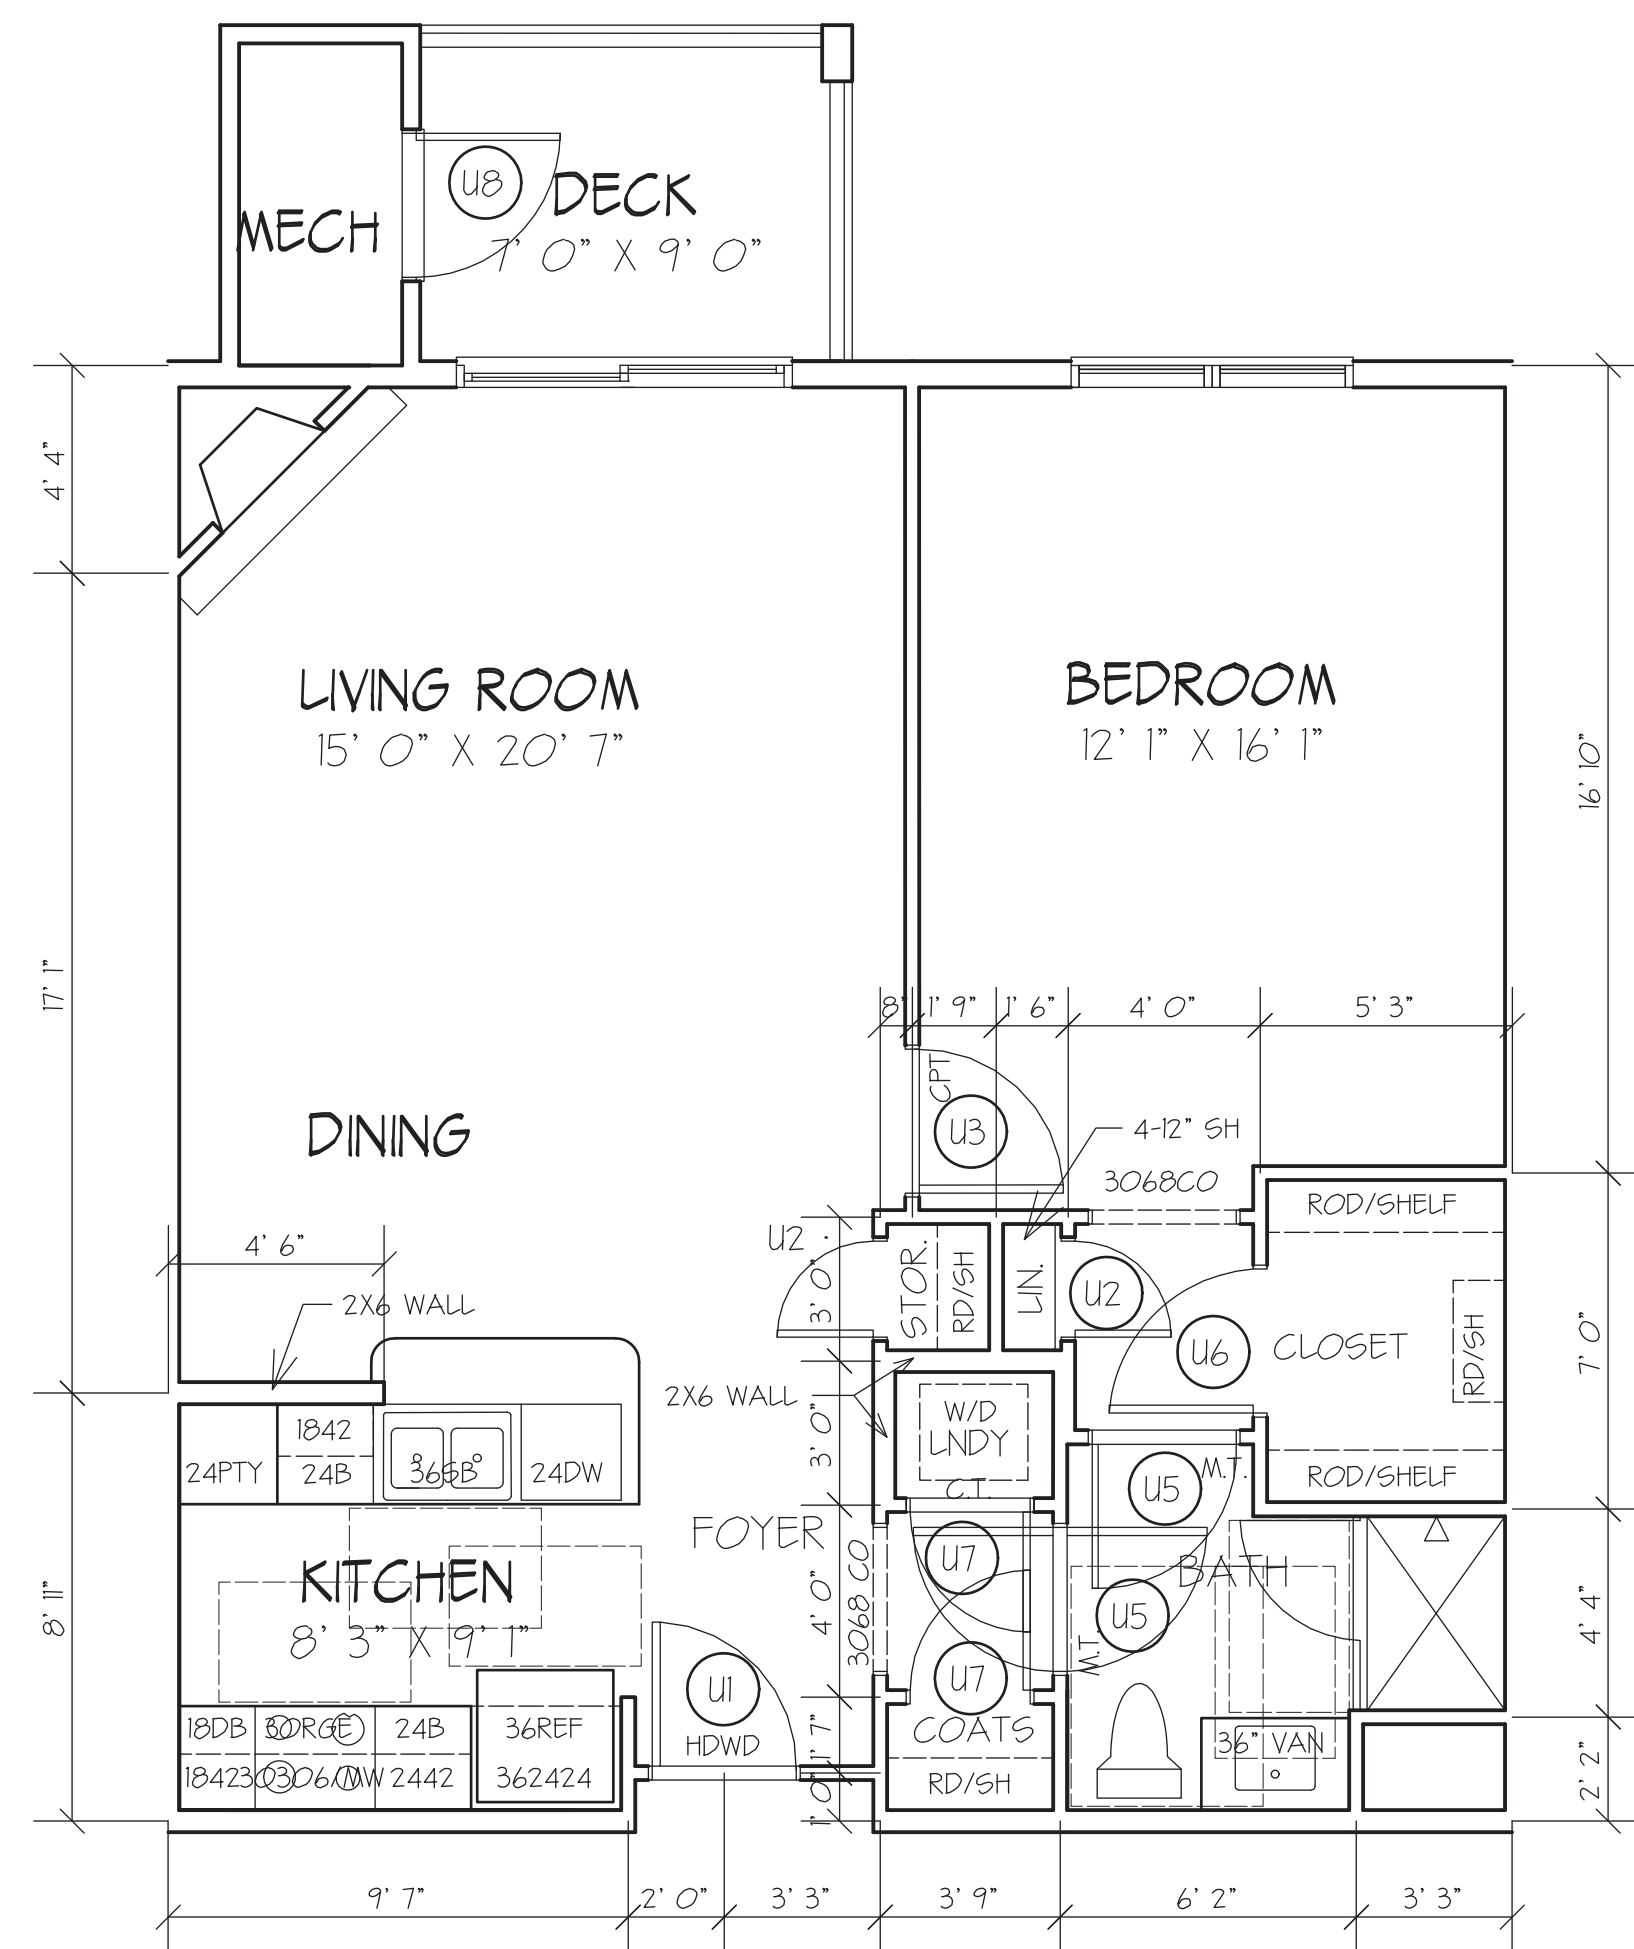 U8
DECK
MECH
7' 0" X 9' 0"
4' 4"
LIVING ROOM
15' 0" X 20' 7"
BEDROOM
12' 1" X 16' 1"
16' 10"
17' 1"
8" 1' 9" 1' 6" 4' 0" 5' 3"
CPT
U3
4-12" SH
DINING
3068CO
ROD/SHELF
U2
4' 6"
3' 0"
STOR.
RD/SH
LIN.
U2
2X6 WALL
U6
CLOSET
RD/SH
7' 0"
2X6 WALL
W/D
LNDY
C.T.
3' 0"
1842
24PTY 24B 36SB 24DW
M.T.
ROD/SHELF
U5
FOYER
U7
BATH
KITCHEN
8' 3" X 9' 1"
8' 11"
4' 0"
3068 CO
U5
M.T.
4' 4"
U7
U1
HDWD
18DB 30RGE 24B 36REF
COATS
36" VAN
1' 7"
1842 2442 362424
RD/SH
1' 0"
2' 2"
9' 7" 2' 0" 3' 3" 3' 9" 6' 2" 3' 3"